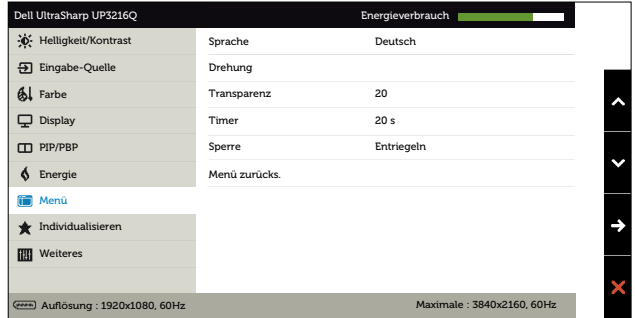 Dell UltraSharp UP3216Q Energieverbrauch
Helligkeit/Kontrast Sprache Deutsch
Eingabe-Quelle Drehung
Farbe Transparenz 20
Display Timer 20 s
PIP/PBP Sperre Entriegeln
Energie Menü zurücks.
Menü
Individualisieren
Weiteres
Auflösung : 1920x1080, 60Hz Maximale : 3840x2160, 60Hz